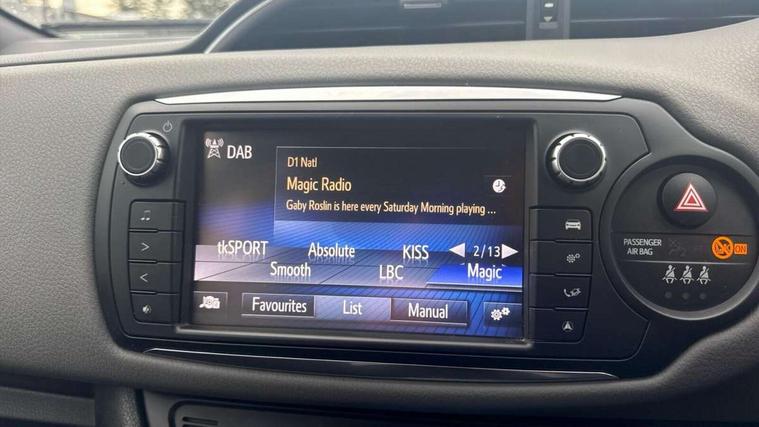 DAB
D1 Natl
Magic Radio
Gaby Roslin is here every Saturday Morning playing ...
tkSPORT Absolute KISS 2/13
Smooth LBC Magic
Favourites List Manual
PASSENGER
AIR BAG
ON